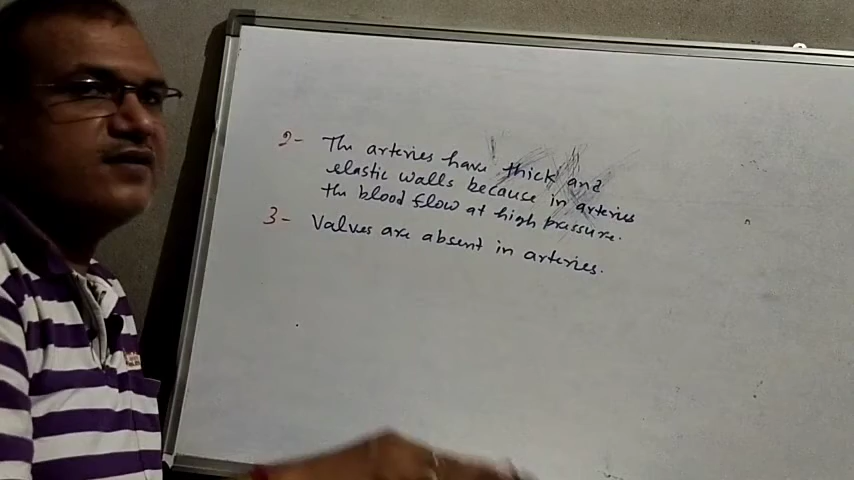 2- The arteries have thick and
elastic walls because in arteries
the blood flow at high pressure.
3- Valves are absent in arteries.